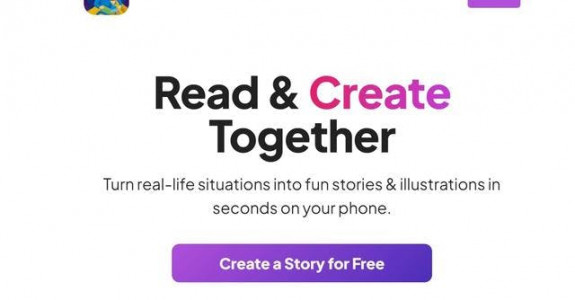 Read & Create
Together
Turn real-life situations into fun stories & illustrations in
seconds on your phone.
Create a Story for Free